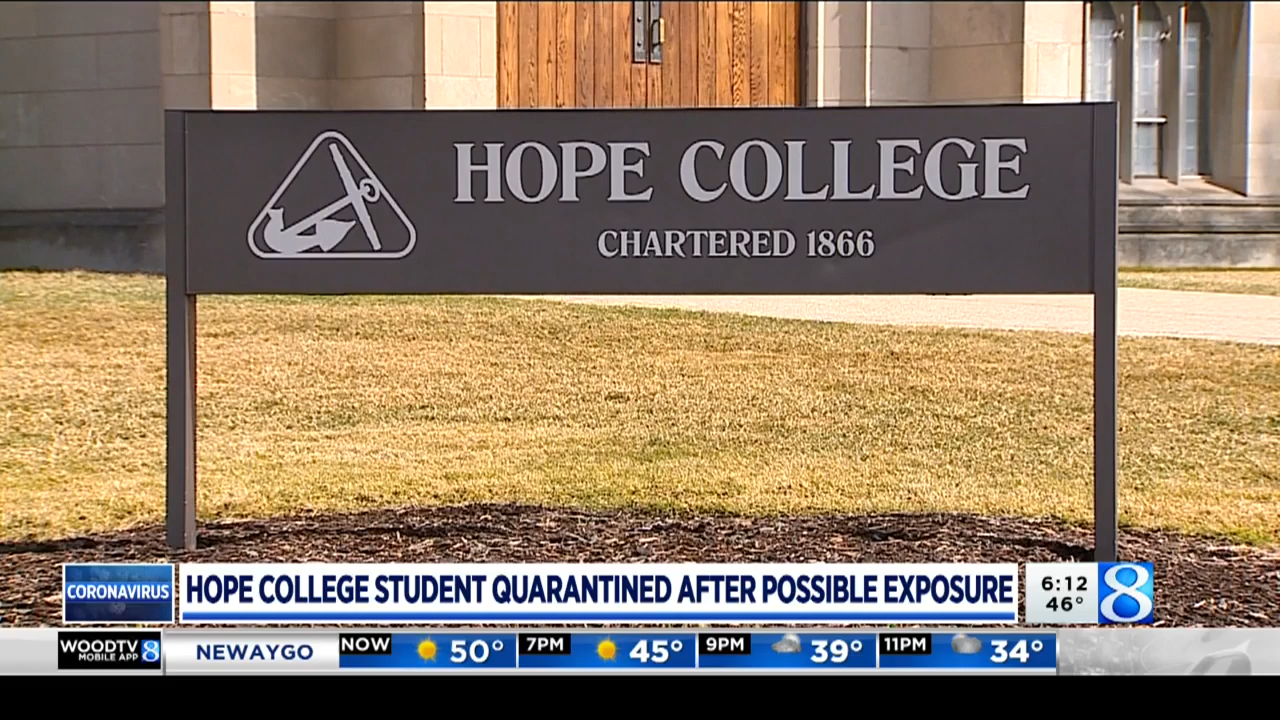 HOPE COLLEGE
CHARTERED 1866
CORONAVIRUS
HOPE COLLEGE STUDENT QUARANTINED AFTER POSSIBLE EXPOSURE
6:12
46°
8
WOODTV
MOBILE APP 8
NEWAYGO
NOW 50°
7PM 45°
9PM 39°
11PM 34°